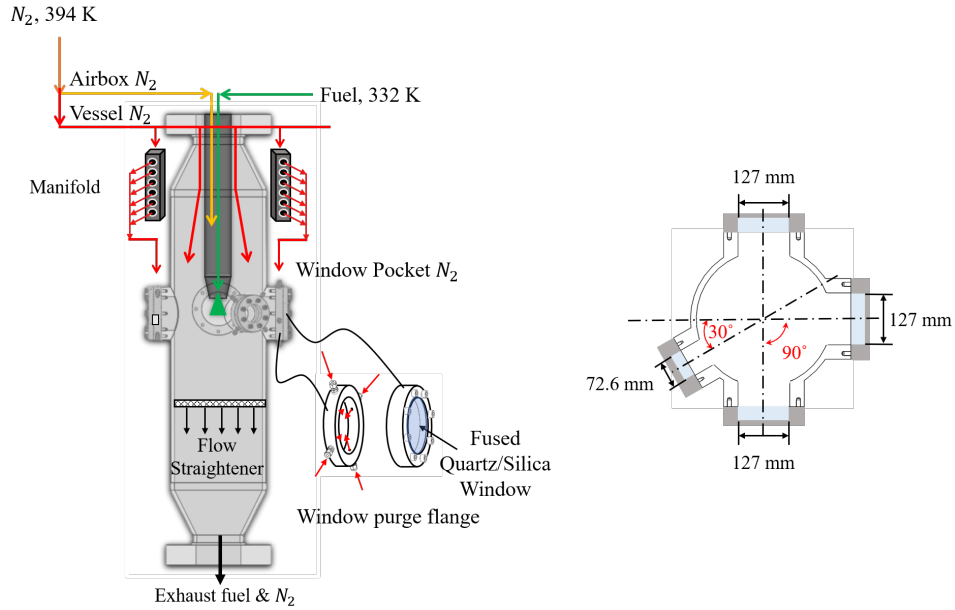 N₂, 394 K
Airbox N₂
Fuel, 332 K
Vessel N₂
Manifold
Window Pocket N₂
Flow
Straightener
Fused
Quartz/Silica
Window
Window purge flange
Exhaust fuel & N₂
127 mm
127 mm
30°
90°
72.6 mm
127 mm